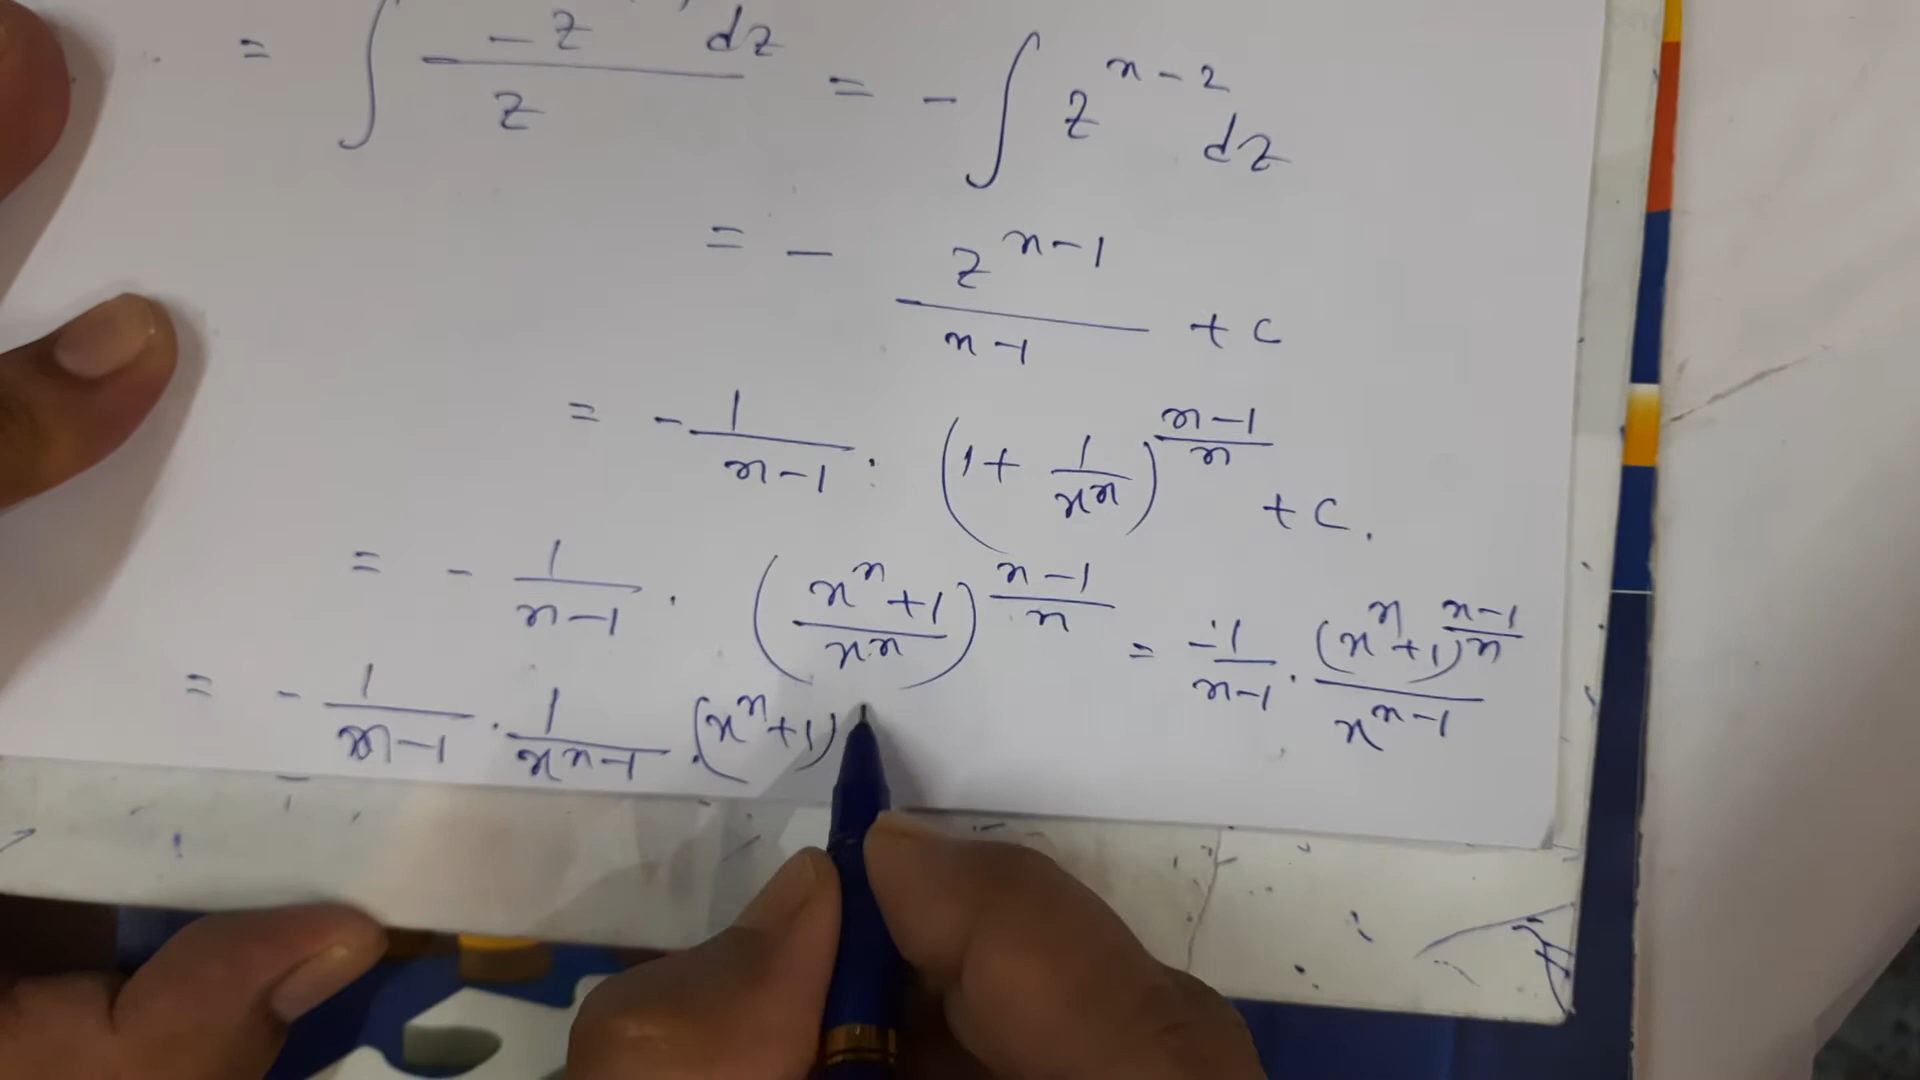 = ∫ -z dz / z = - ∫ z^(n-2) dz
= - z^(n-1) / (n-1) + c
= - 1/(n-1) · (1 + 1/x^n)^((n-1)/n) + c.
= - 1/(n-1) · ((x^n+1)/x^n)^((n-1)/n) = -1/(n-1) · (x^n+1)^((n-1)/n) / x^(n-1)
= - 1/(n-1) · 1/x^(n-1) · (x^n+1)